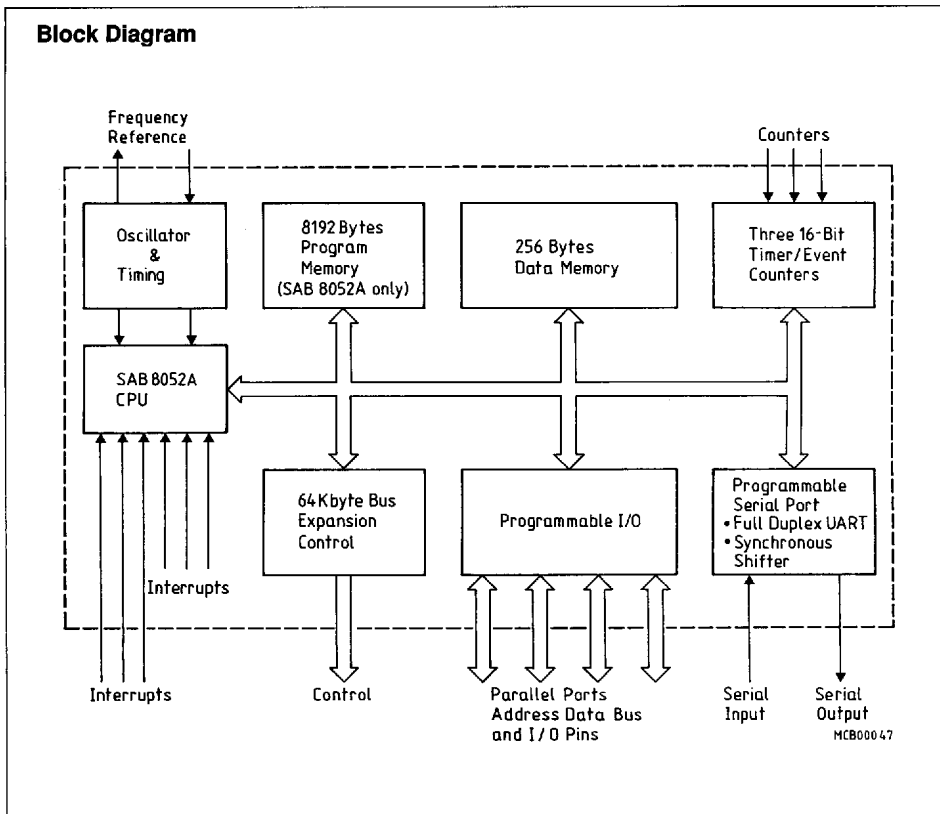 Block Diagram
Frequency
Reference
Counters
Oscillator
&
Timing
8192 Bytes
Program
Memory
(SAB 8052A only)
256 Bytes
Data Memory
Three 16-Bit
Timer/Event
Counters
SAB 8052A
CPU
64Kbyte Bus
Expansion
Control
Programmable I/O
Programmable
Serial Port
• Full Duplex UART
• Synchronous
Shifter
Interrupts
Interrupts
Control
Parallel Ports
Address Data Bus
and I/O Pins
Serial
Input
Serial
Output
MCB00047